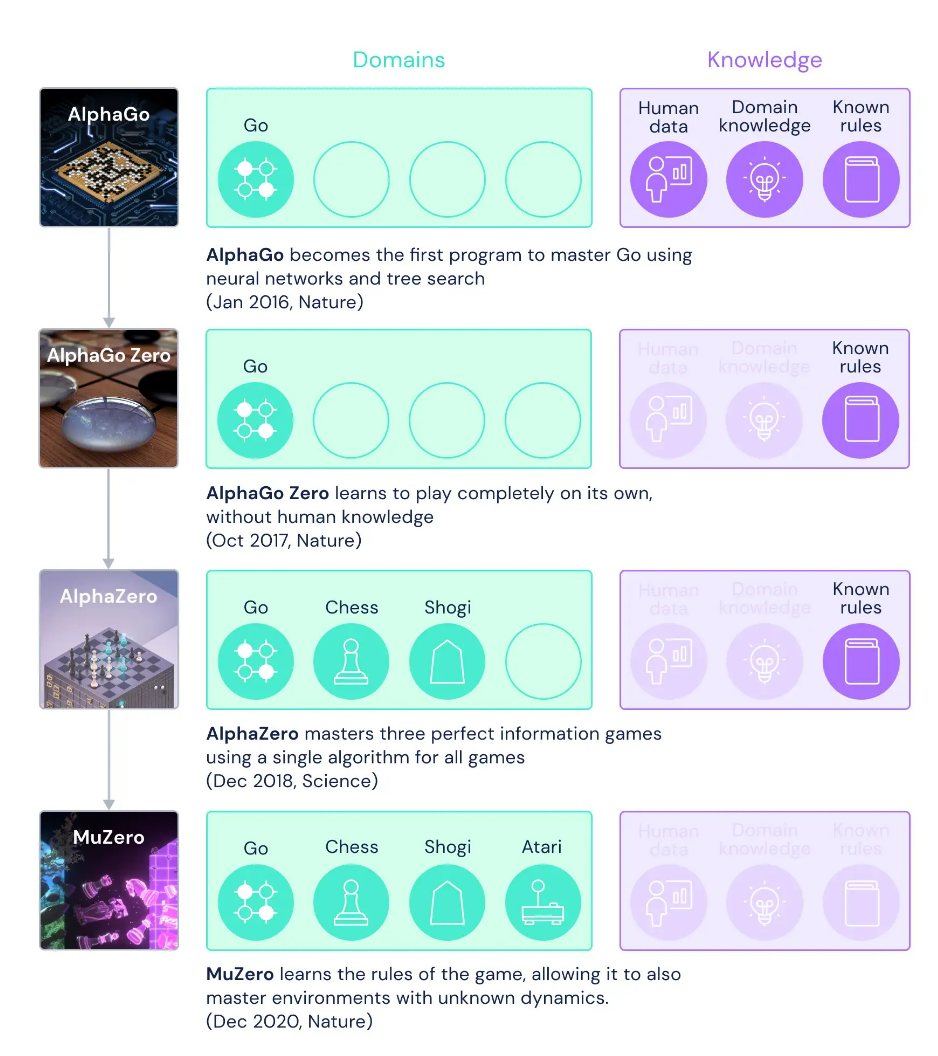 Domains
Knowledge
AlphaGo
Go
Human
data
Domain
knowledge
Known
rules
AlphaGo becomes the first program to master Go using
neural networks and tree search
(Jan 2016, Nature)
AlphaGo Zero
Go
Human
data
Domain
knowledge
Known
rules
AlphaGo Zero learns to play completely on its own,
without human knowledge
(Oct 2017, Nature)
AlphaZero
Go
Chess
Shogi
Human
data
Domain
knowledge
Known
rules
AlphaZero masters three perfect information games
using a single algorithm for all games
(Dec 2018, Science)
MuZero
Go
Chess
Shogi
Atari
Human
data
Domain
knowledge
Known
rules
MuZero learns the rules of the game, allowing it to also
master environments with unknown dynamics.
(Dec 2020, Nature)